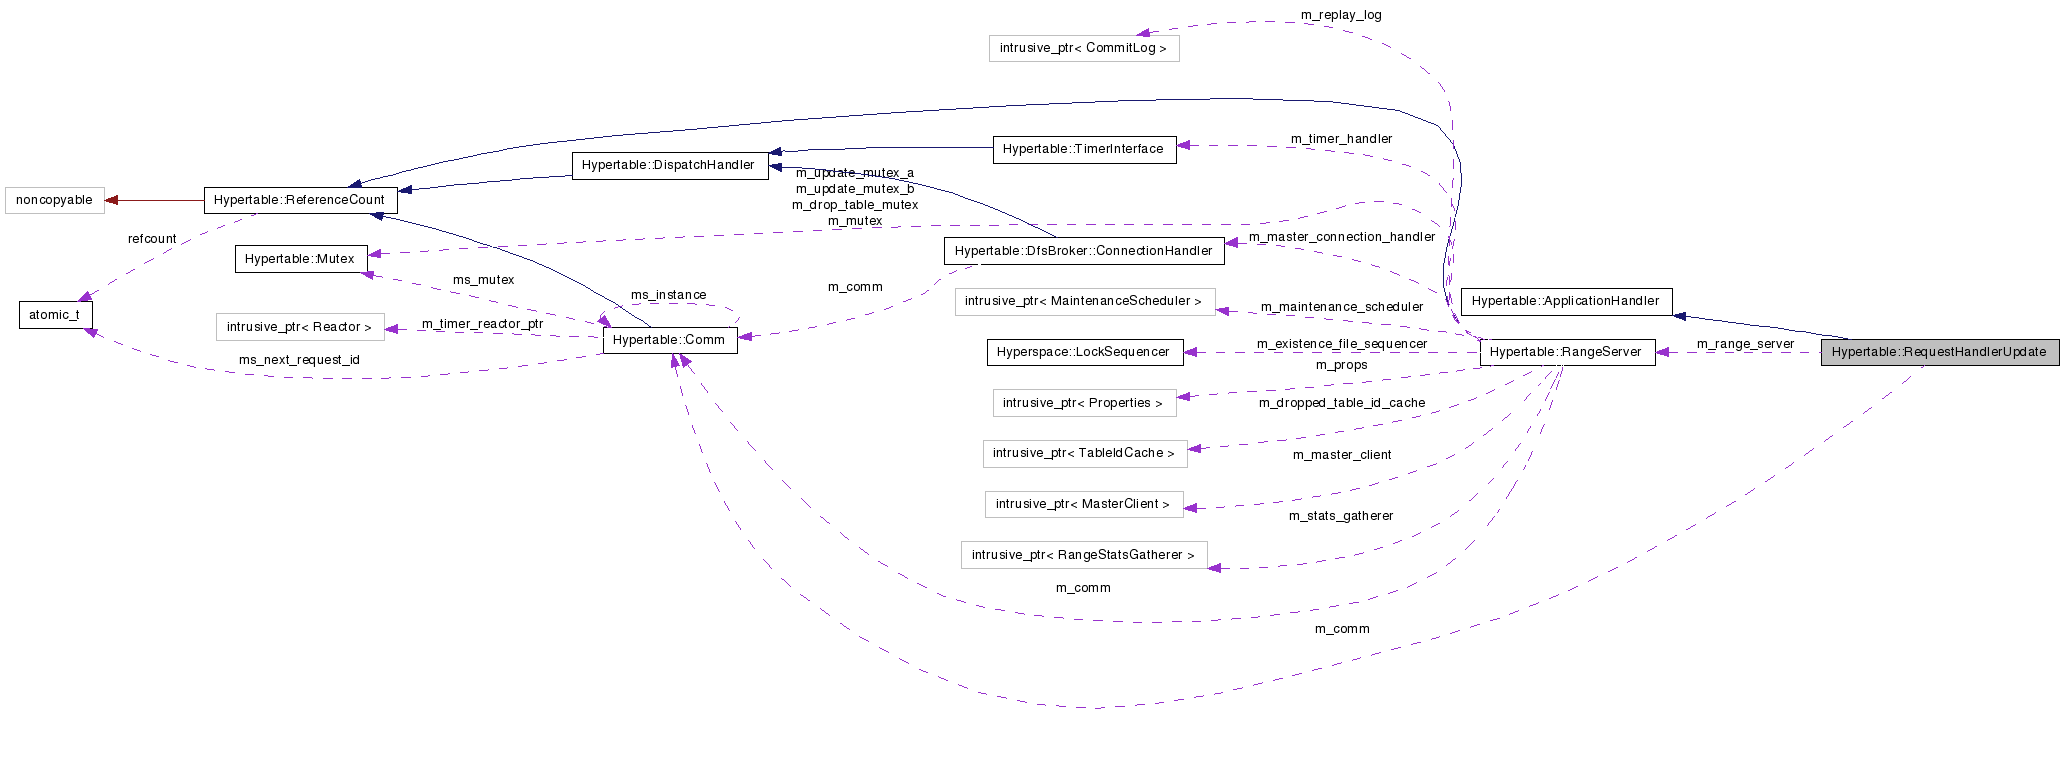 m_replay_log
intrusive_ptr< CommitLog >
m_timer_handler
Hypertable::TimerInterface
Hypertable::DispatchHandler
m_update_mutex_a
m_update_mutex_b
m_drop_table_mutex
m_mutex
noncopyable
Hypertable::ReferenceCount
refcount
m_master_connection_handler
Hypertable::DfsBroker::ConnectionHandler
Hypertable::Mutex
ms_mutex
m_comm
ms_instance
intrusive_ptr< MaintenanceScheduler >
m_maintenance_scheduler
Hypertable::ApplicationHandler
atomic_t
intrusive_ptr< Reactor >
m_timer_reactor_ptr
Hypertable::Comm
ms_next_request_id
Hyperspace::LockSequencer
m_existence_file_sequencer
Hypertable::RangeServer
m_range_server
Hypertable::RequestHandlerUpdate
m_props
intrusive_ptr< Properties >
m_dropped_table_id_cache
intrusive_ptr< TableIdCache >
m_master_client
intrusive_ptr< MasterClient >
m_stats_gatherer
intrusive_ptr< RangeStatsGatherer >
m_comm
m_comm